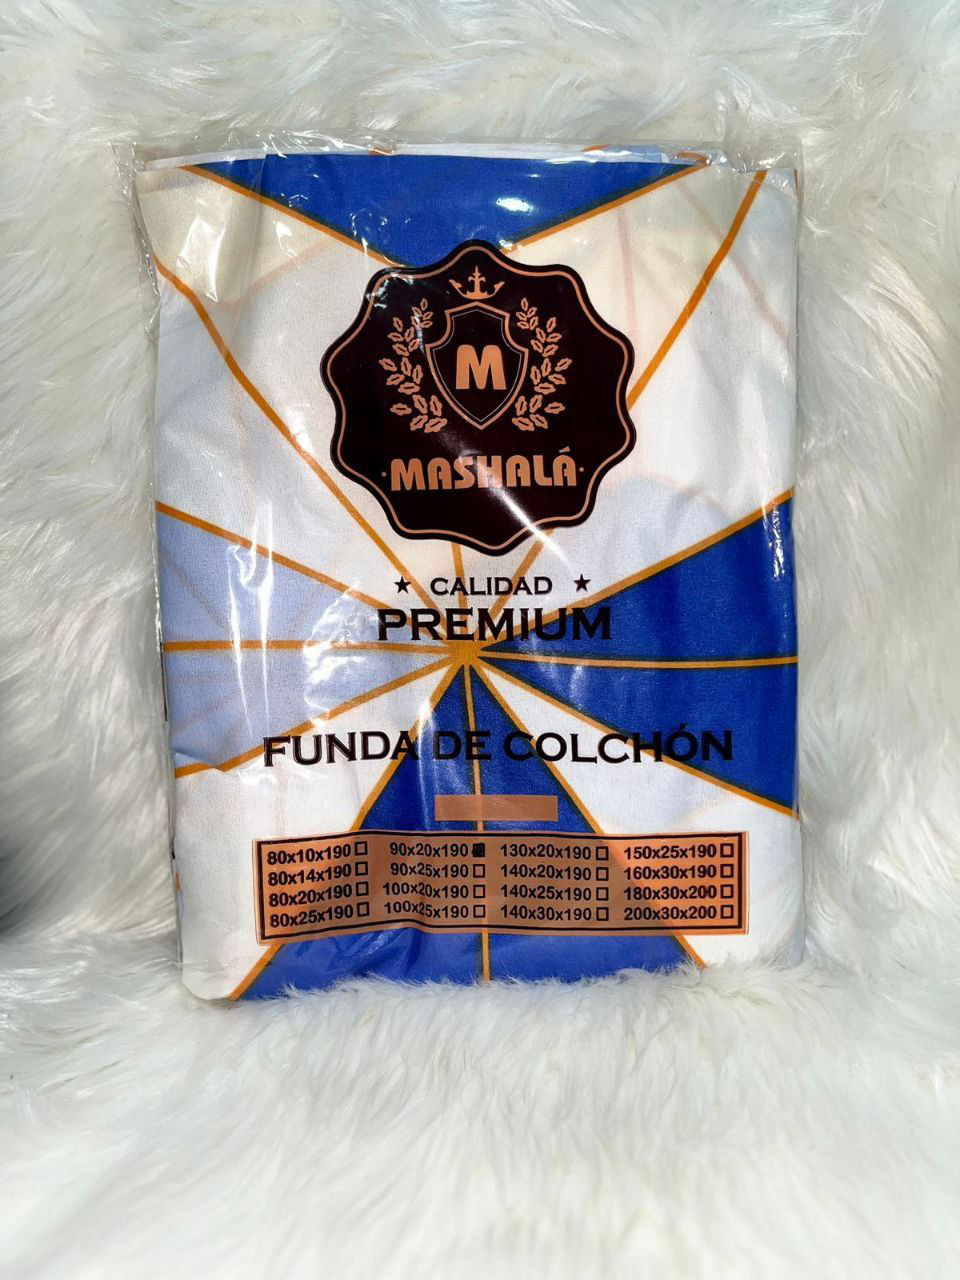 M
·MASHALÁ·
★ CALIDAD ★
PREMIUM
FUNDA DE COLCHÓN
80x10x190☐ 90x20x190■ 130x20x190☐ 150x25x190☐
80x14x190☐ 90x25x190☐ 140x20x190☐ 160x30x190☐
80x20x190☐ 100x20x190☐ 140x25x190☐ 180x30x200☐
80x25x190☐ 100x25x190☐ 140x30x190☐ 200x30x200☐